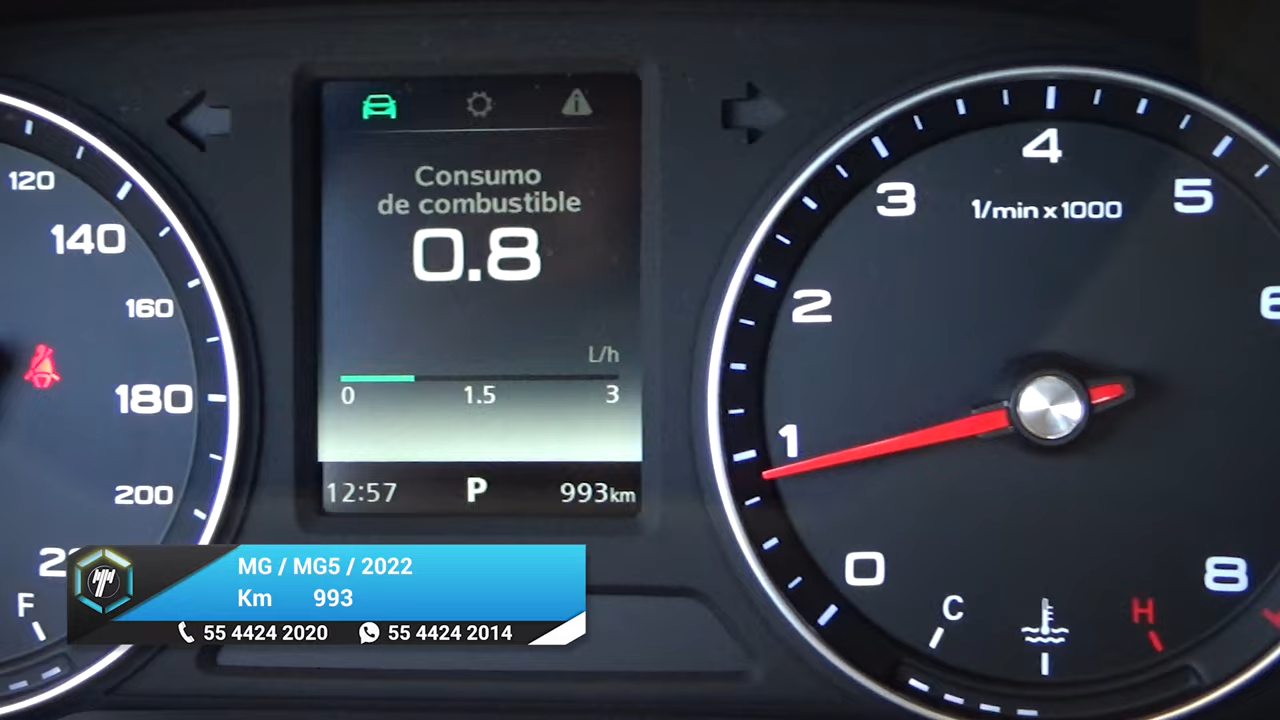 120
140
160
180
200
F
Consumo
de combustible
0.8
L/h
0 1.5 3
12:57 P 993km
0
1
2
3
4
5
8
1/min x 1000
C
H
MG / MG5 / 2022
Km 993
55 4424 2020 55 4424 2014